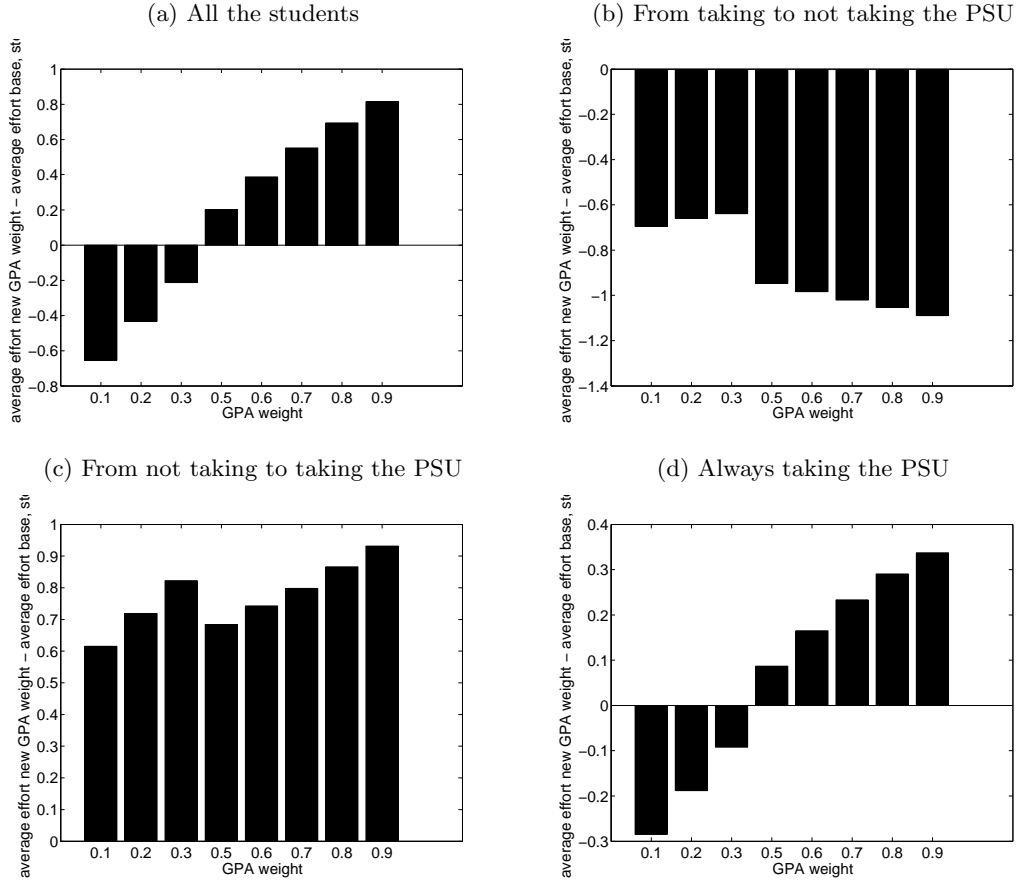 (a) All the students
average effort new GPA weight − average effort base,
1
0.8
0.6
0.4
0.2
0
−0.2
−0.4
−0.6
−0.8
0.1 0.2 0.3 0.5 0.6 0.7 0.8 0.9
GPA weight
(b) From taking to not taking the PSU
average effort new GPA weight − average effort base,
0
−0.2
−0.4
−0.6
−0.8
−1
−1.2
−1.4
0.1 0.2 0.3 0.5 0.6 0.7 0.8 0.9
GPA weight
(c) From not taking to taking the PSU
average effort new GPA weight − average effort base,
1
0.9
0.8
0.7
0.6
0.5
0.4
0.3
0.2
0.1
0
0.1 0.2 0.3 0.5 0.6 0.7 0.8 0.9
GPA weight
(d) Always taking the PSU
average effort new GPA weight − average effort base,
0.4
0.3
0.2
0.1
0
−0.1
−0.2
−0.3
0.1 0.2 0.3 0.5 0.6 0.7 0.8 0.9
GPA weight